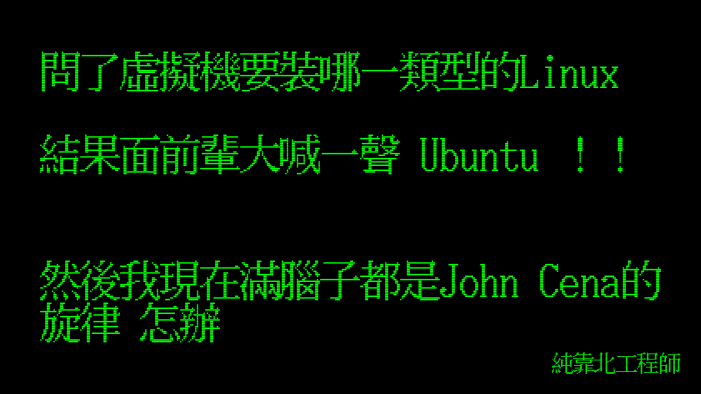 問了虛擬機要裝哪一類型的Linux
結果面前輩大喊一聲 Ubuntu ！！
然後我現在滿腦子都是John Cena的
旋律 怎辦
純靠北工程師